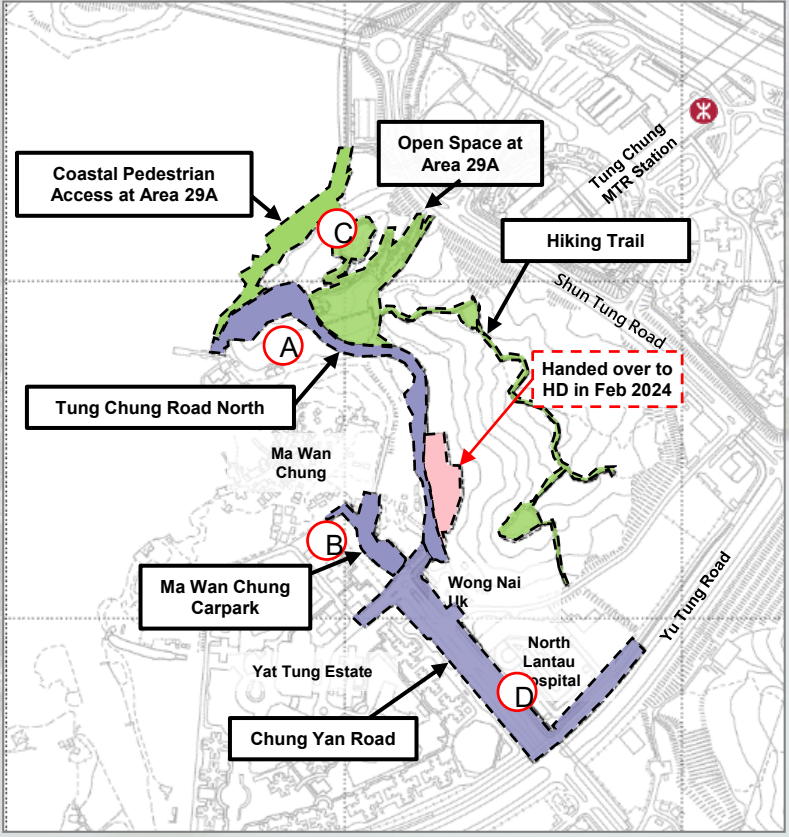 Open Space at
Area 29A
Coastal Pedestrian
Access at Area 29A
Tung Chung
MTR Station
C
Hiking Trail
Shun Tung Road
A
Handed over to
HD in Feb 2024
Tung Chung Road North
Ma Wan
Chung
B
Ma Wan Chung
Carpark
Wong Nai
Uk
Yu Tung Road
North
Lantau
ospital
Yat Tung Estate
D
Chung Yan Road